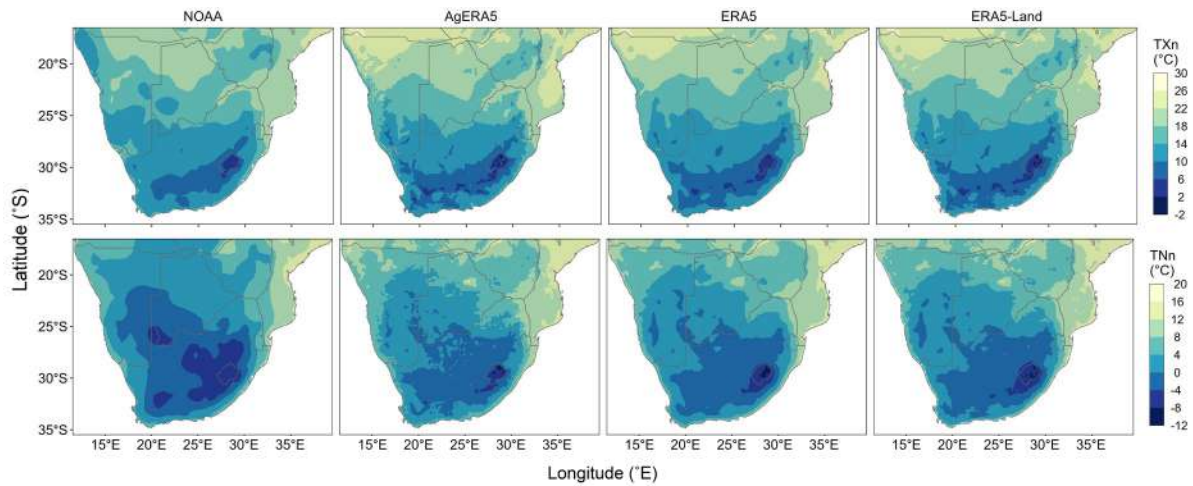 NOAA AgERA5 ERA5 ERA5-Land
TXn
(°C)
30
26
22
18
14
10
6
2
-2
20°S
25°S
30°S
35°S
Latitude (°S)
TNn
(°C)
20
16
12
8
4
0
-4
-8
-12
20°S
25°S
30°S
35°S
15°E 20°E 25°E 30°E 35°E 15°E 20°E 25°E 30°E 35°E 15°E 20°E 25°E 30°E 35°E 15°E 20°E 25°E 30°E 35°E
Longitude (°E)